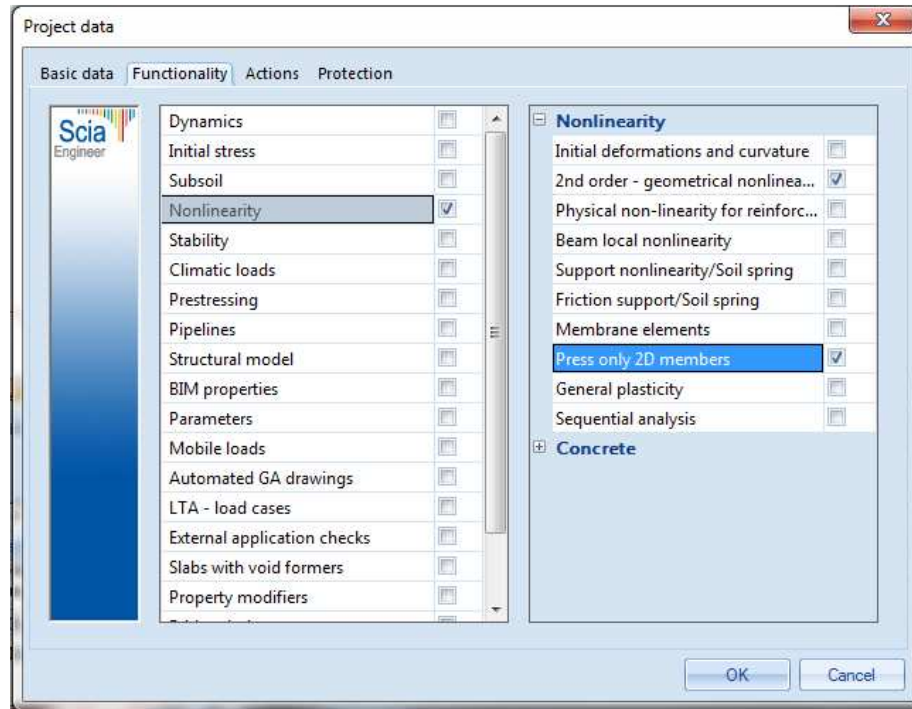 Project data
Basic data Functionality Actions Protection
Scia
Engineer
Dynamics
Initial stress
Subsoil
Nonlinearity
Stability
Climatic loads
Prestressing
Pipelines
Structural model
BIM properties
Parameters
Mobile loads
Automated GA drawings
LTA - load cases
External application checks
Slabs with void formers
Property modifiers
Nonlinearity
Initial deformations and curvature
2nd order - geometrical nonlinea...
Physical non-linearity for reinforc...
Beam local nonlinearity
Support nonlinearity/Soil spring
Friction support/Soil spring
Membrane elements
Press only 2D members
General plasticity
Sequential analysis
Concrete
OK Cancel